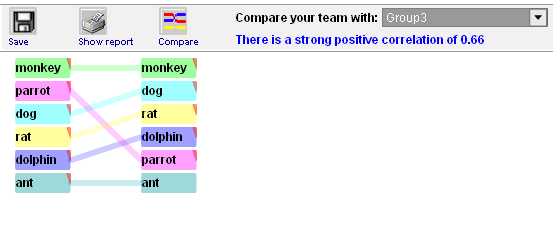 Save
Show report
Compare
Compare your team with: Group3
There is a strong positive correlation of 0.66
monkey monkey
parrot dog
dog rat
rat dolphin
dolphin parrot
ant ant